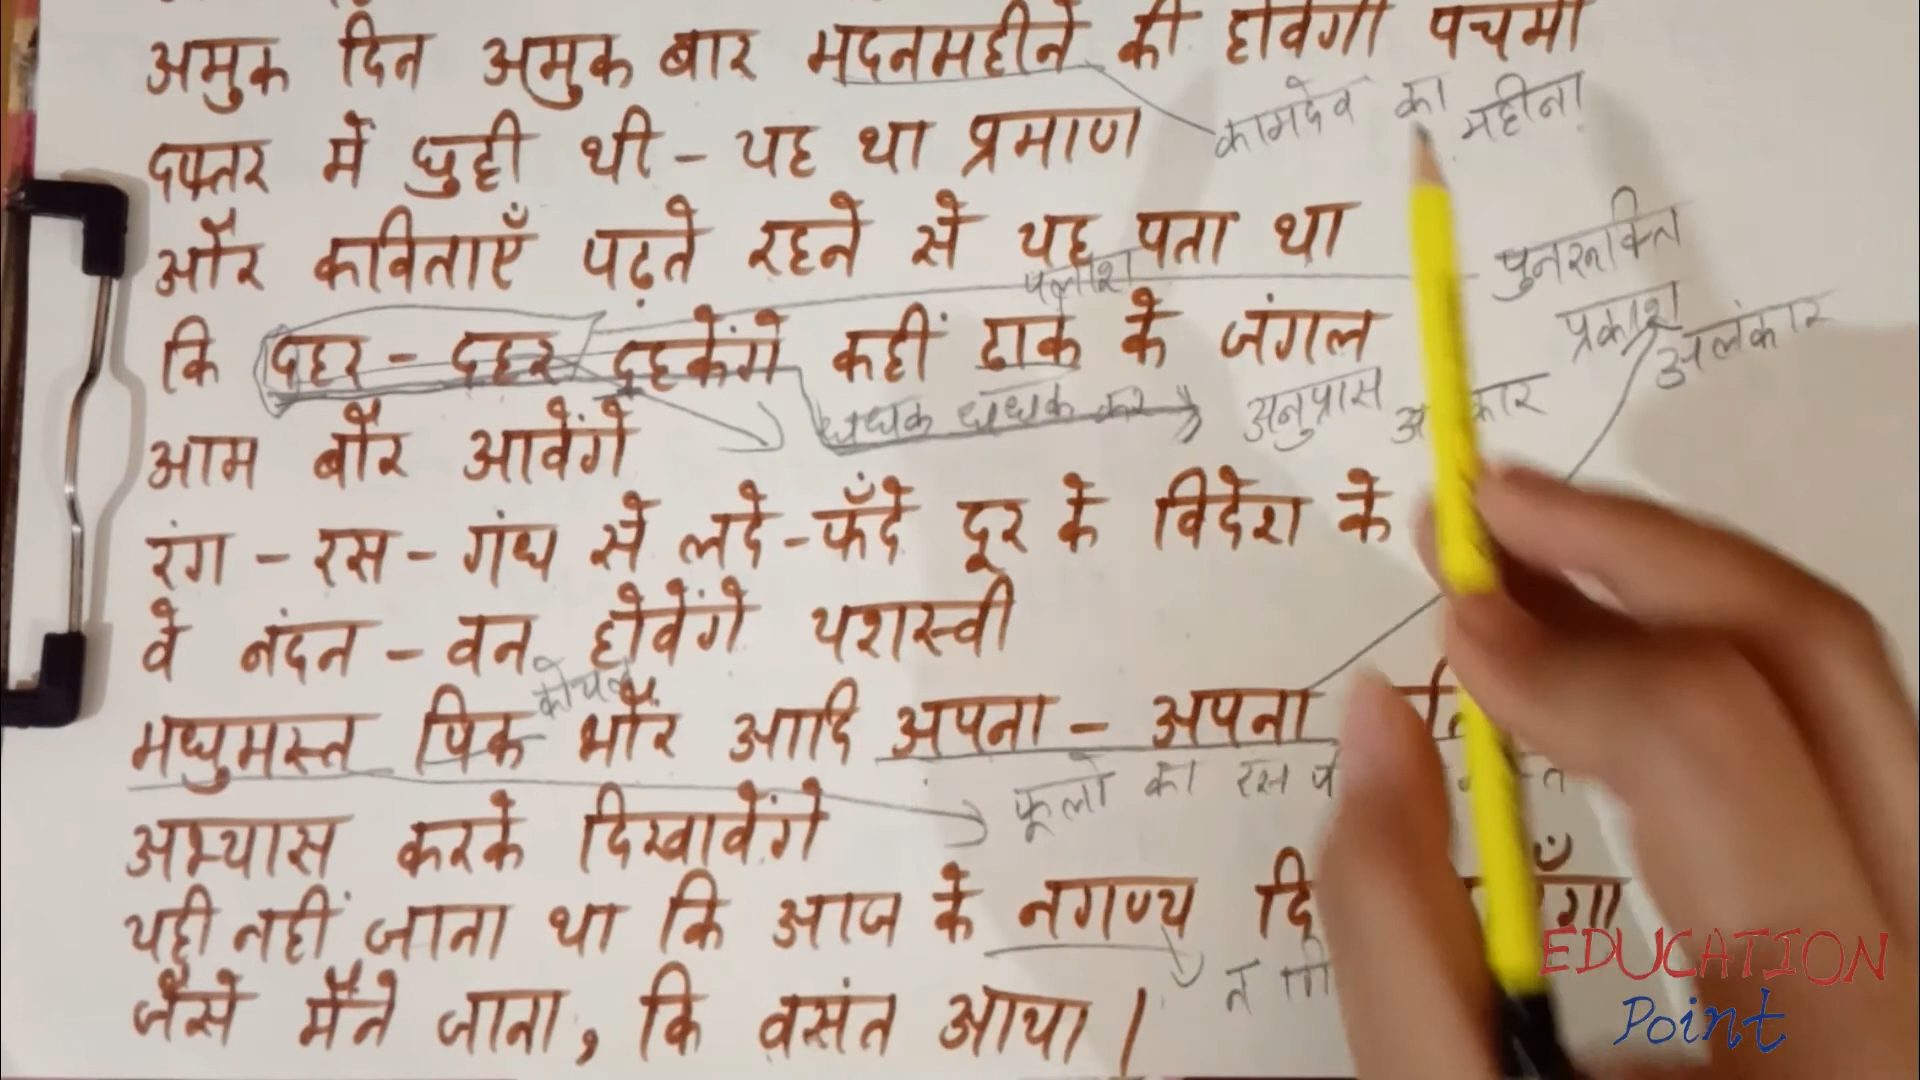 अमुक दिन अमुक बार मदनमहीने की होवेगी पंचमी
कामदेव का महीना
दफ्तर में छुट्टी थी - यह था प्रमाण
और कविताएँ पढ़ते रहने से यह पता था
पुनरूक्ति
प्रकाश
अलंकार
पलाश
कि दहर - दहर दहकेंगे कहीं ढाक के जंगल
धधक धधक कर अनुप्रास
आम बौर आवेंगे
रंग - रस - गंध से लदे - फँदे दूर के विदेश के
वे नंदन - वन होवेंगे यशस्वी
कोयल
मधुमस्त पिक भौंर आदि अपना - अपना
फूलो का रस
अभ्यास करके दिखावेंगे
यही नहीं जाना था कि आज के नगण्य
जैसे मैंने जाना, कि वसंत आया।
EDUCATION
Point